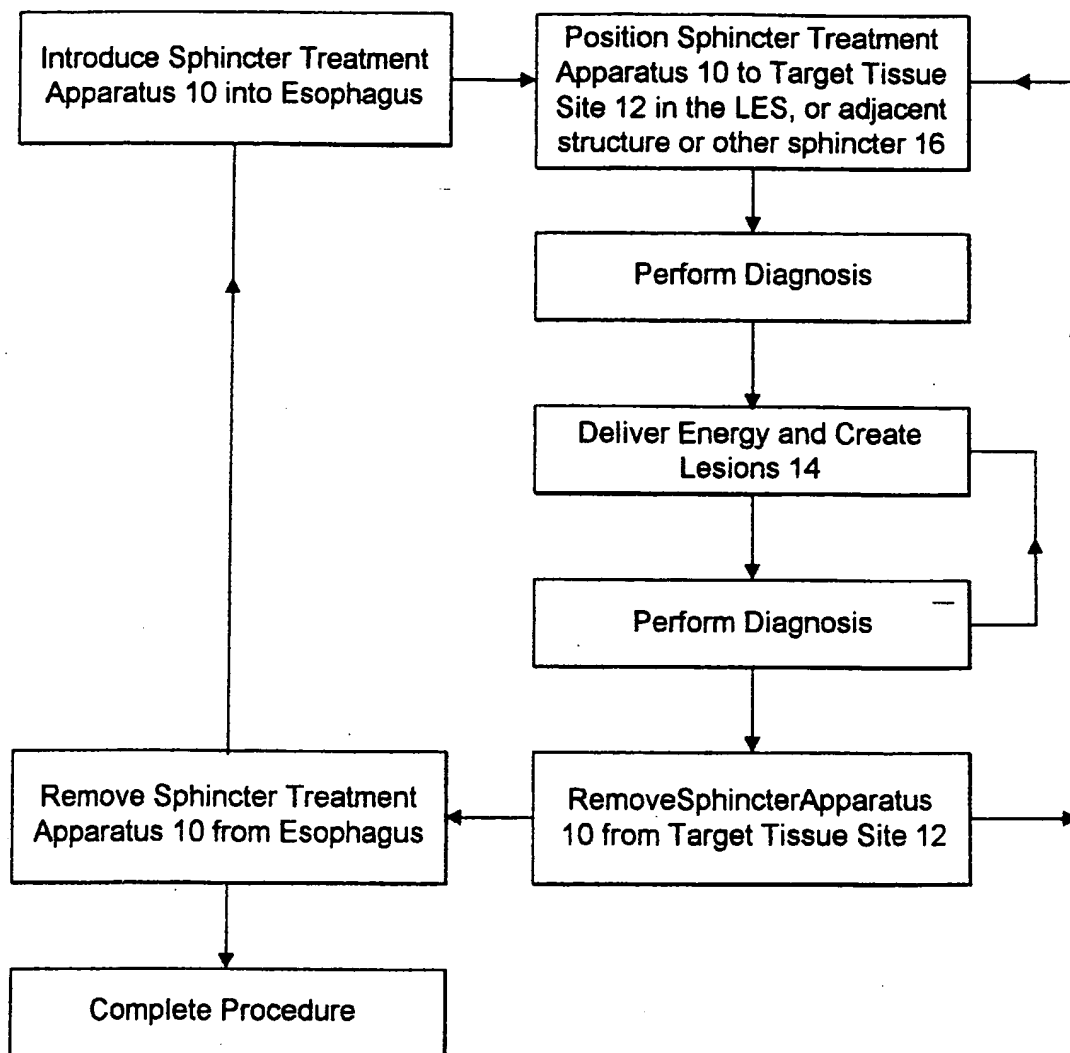 Introduce Sphincter Treatment
Apparatus 10 into Esophagus
Position Sphincter Treatment
Apparatus 10 to Target Tissue
Site 12 in the LES, or adjacent
structure or other sphincter 16
Perform Diagnosis
Deliver Energy and Create
Lesions 14
Perform Diagnosis
RemoveSphincterApparatus
10 from Target Tissue Site 12
Remove Sphincter Treatment
Apparatus 10 from Esophagus
Complete Procedure